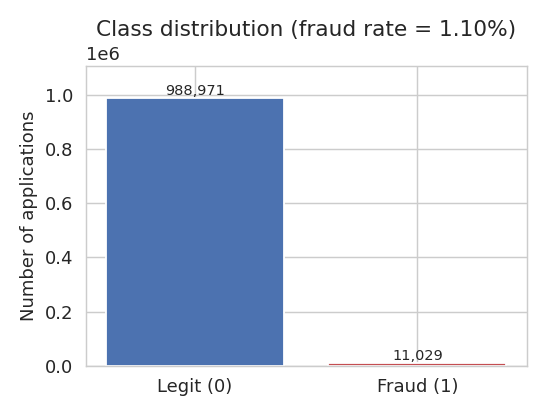 Class distribution (fraud rate = 1.10%)
1e6
Number of applications
1.0
0.8
0.6
0.4
0.2
0.0
988,971
11,029
Legit (0)
Fraud (1)